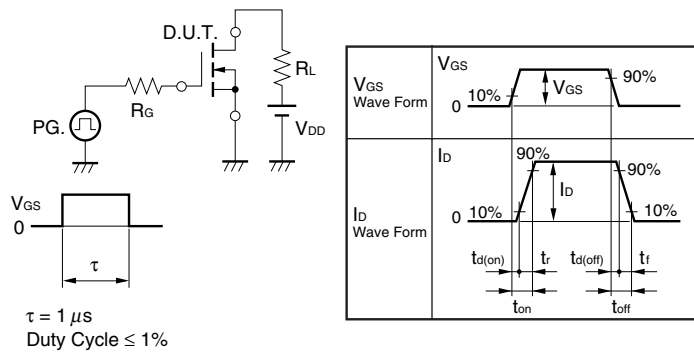 D.U.T.
RL
RG
PG.
VDD
VGS
0
τ
τ = 1 μs
Duty Cycle ≤ 1%
VGS
Wave Form
VGS
90%
VGS
10%
0
ID
Wave Form
ID
90%
90%
ID
0
10%
10%
td(on)
tr
td(off)
tf
ton
toff